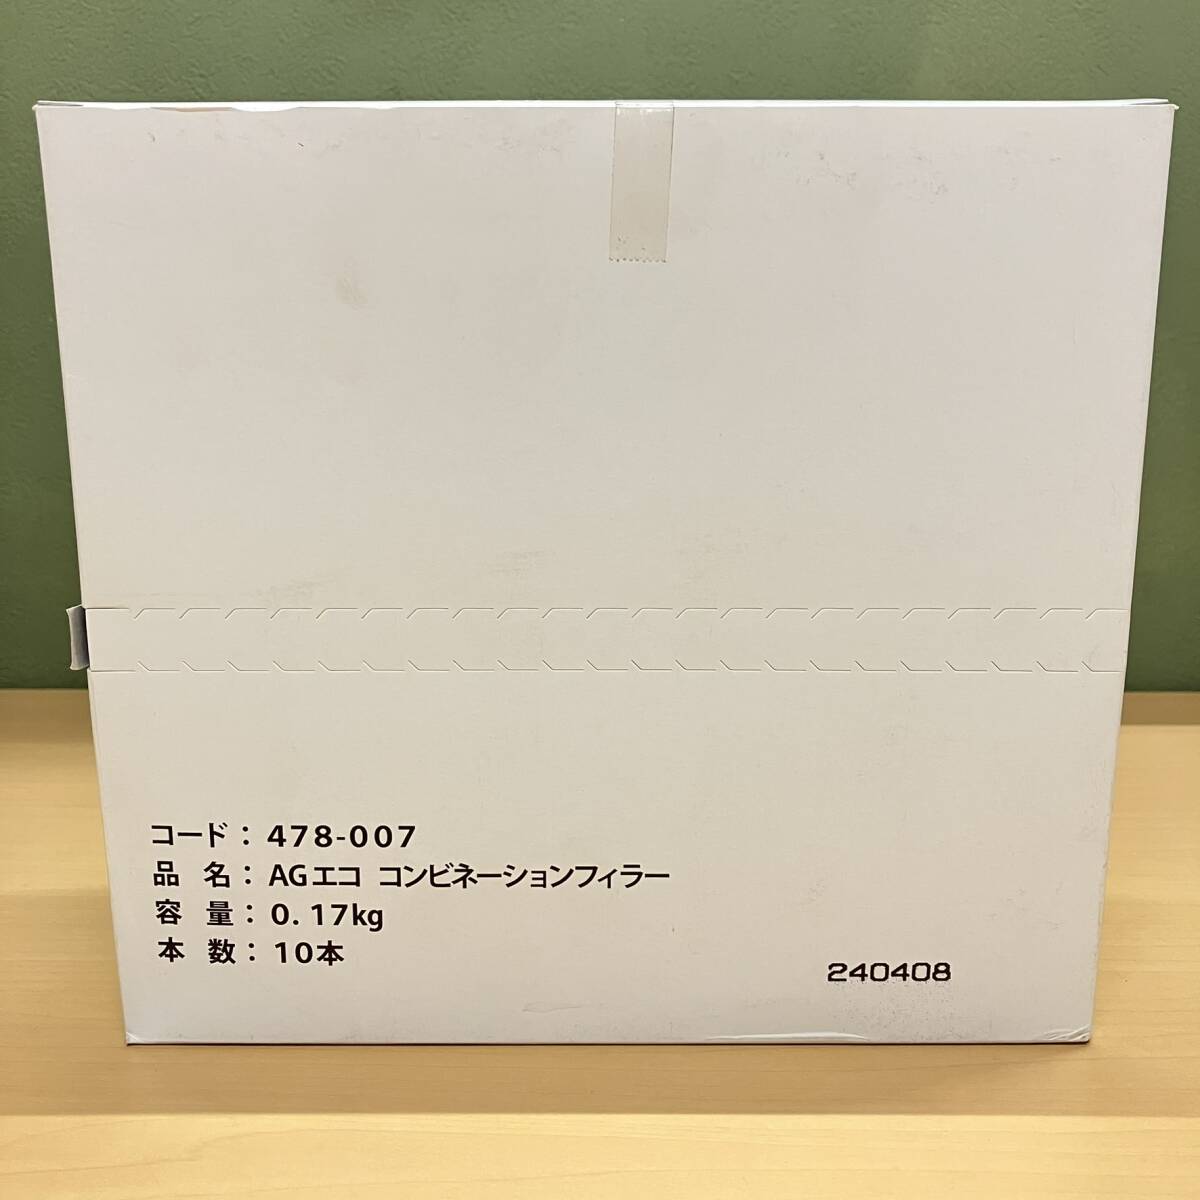 コード：478-007
品 名：AGエコ コンビネーションフィラー
容 量：0.17kg
本 数：10本
240408